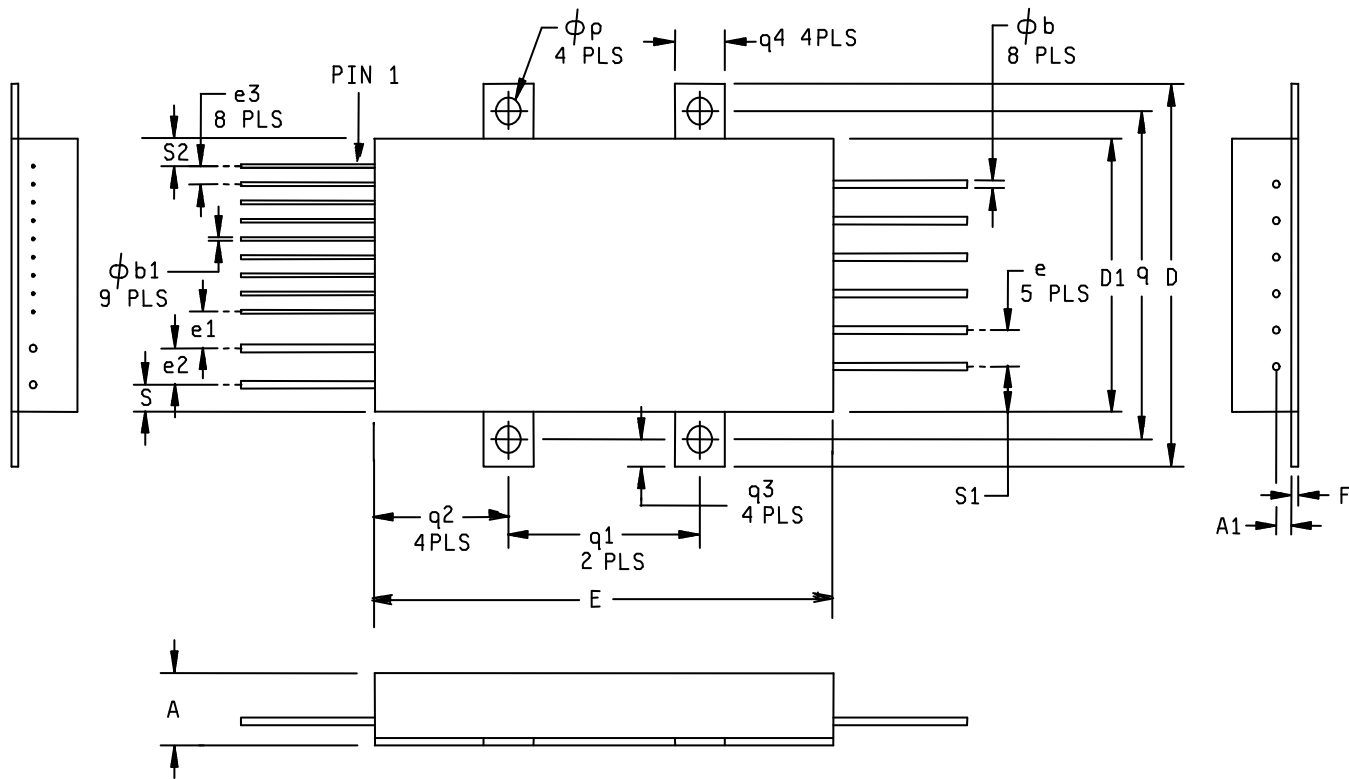 ϕp
4 PLS
q4 4PLS
ϕb
8 PLS
PIN 1
e3
8 PLS
S2
ϕb1
9 PLS
e1
e2
S
e
5 PLS
D1
q
D
S1
F
A1
q3
4 PLS
q2
4PLS
q1
2 PLS
E
A